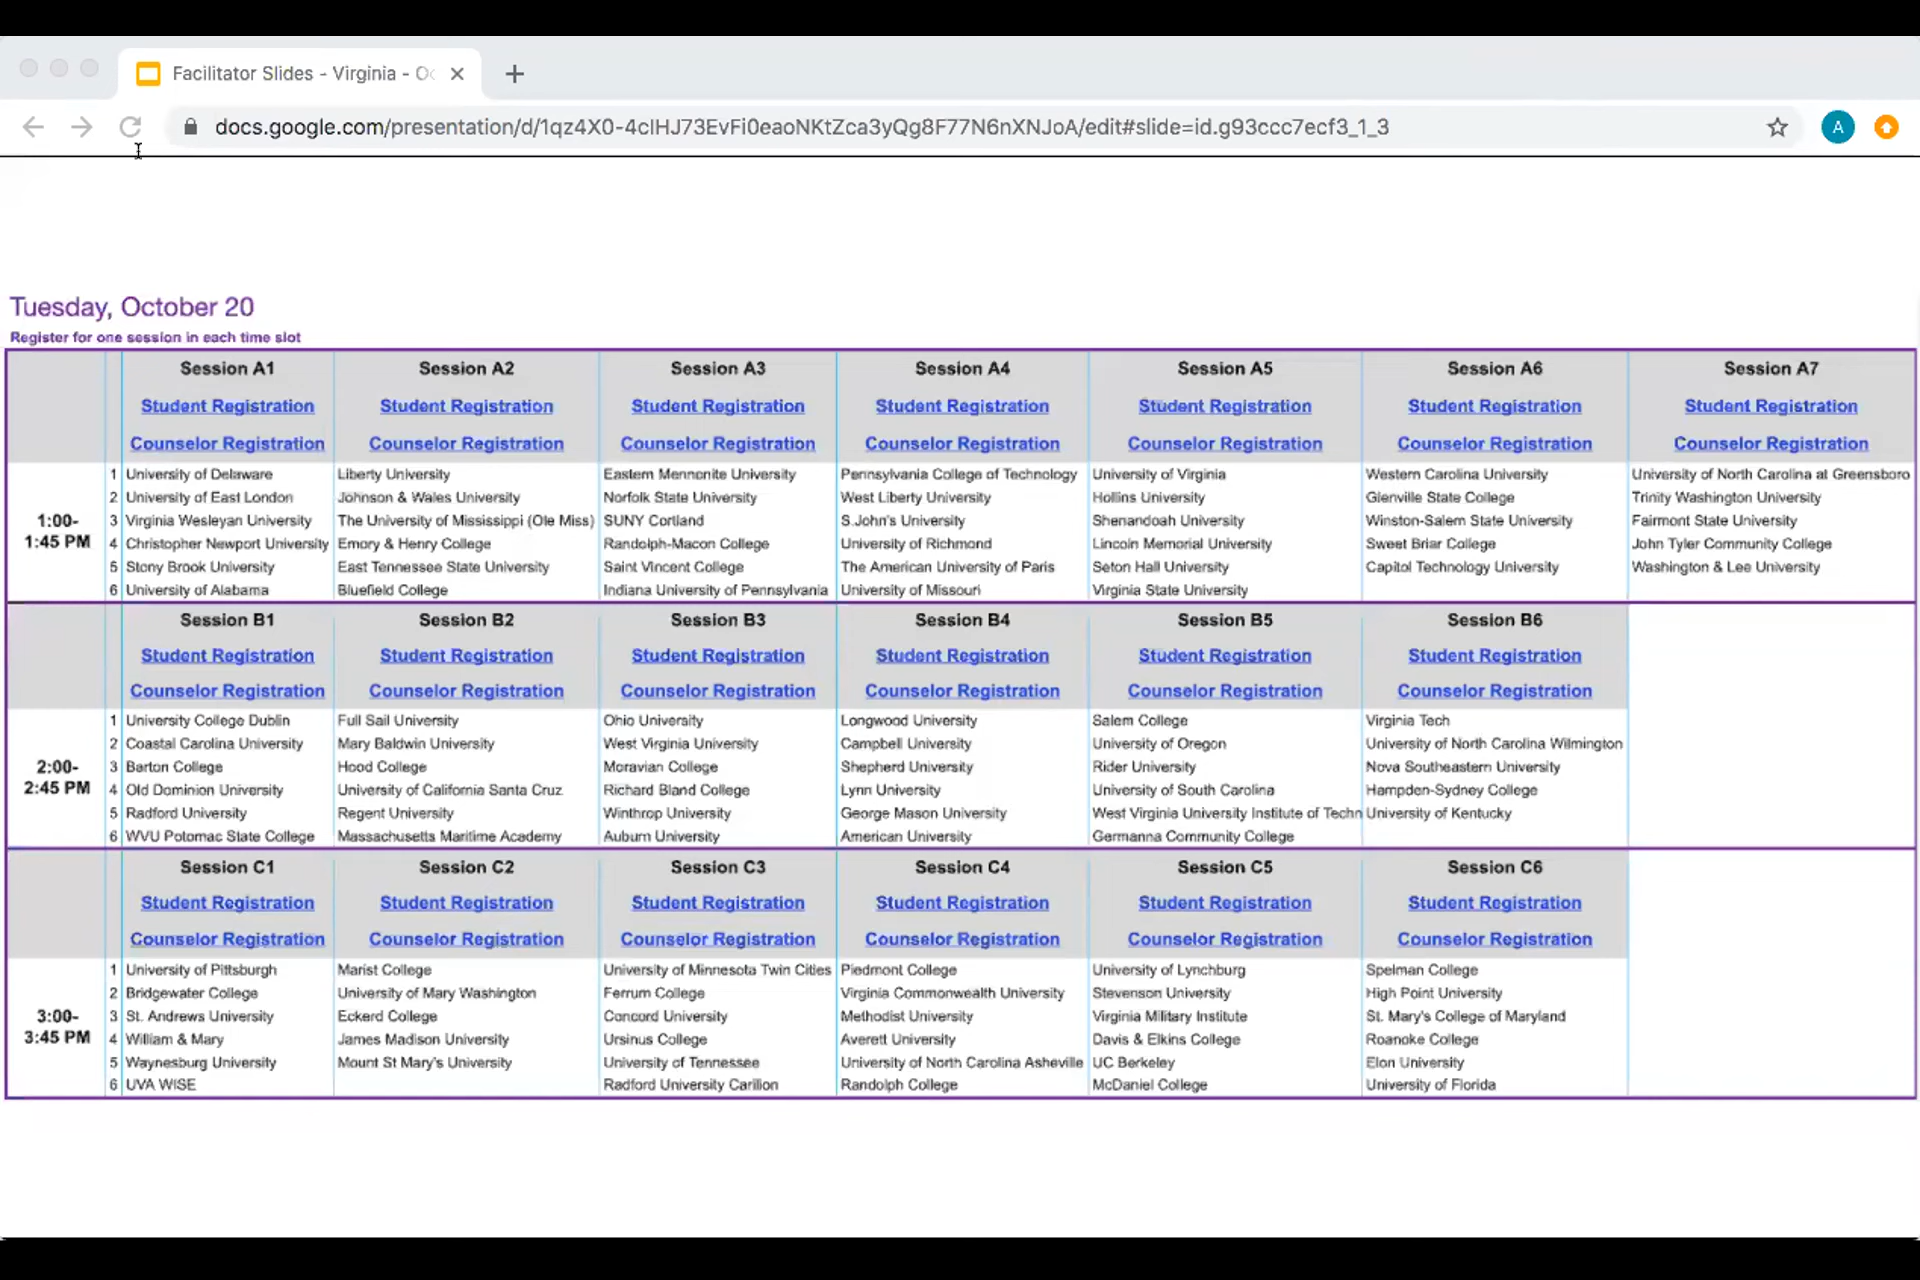 Facilitator Slides - Virginia - Oc
docs.google.com/presentation/d/1qz4X0-4clHJ73EvFi0eaoNKtZca3yQg8F77N6nXNJoA/edit#slide=id.g93ccc7ecf3_1_3
A
Tuesday, October 20
Register for one session in each time slot
Session A1 Session A2 Session A3 Session A4 Session A5 Session A6 Session A7
Student Registration Student Registration Student Registration Student Registration Student Registration Student Registration Student Registration
Counselor Registration Counselor Registration Counselor Registration Counselor Registration Counselor Registration Counselor Registration Counselor Registration
1:00-
1:45 PM
1 University of Delaware Liberty University Eastern Mennonite University Pennsylvania College of Technology University of Virginia Western Carolina University University of North Carolina at Greensboro
2 University of East London Johnson & Wales University Norfolk State University West Liberty University Hollins University Glenville State College Trinity Washington University
3 Virginia Wesleyan University The University of Mississippi (Ole Miss) SUNY Cortland S.John's University Shenandoah University Winston-Salem State University Fairmont State University
4 Christopher Newport University Emory & Henry College Randolph-Macon College University of Richmond Lincoln Memorial University Sweet Briar College John Tyler Community College
5 Stony Brook University East Tennessee State University Saint Vincent College The American University of Paris Seton Hall University Capitol Technology University Washington & Lee University
6 University of Alabama Bluefield College Indiana University of Pennsylvania University of Missouri Virginia State University
Session B1 Session B2 Session B3 Session B4 Session B5 Session B6
Student Registration Student Registration Student Registration Student Registration Student Registration Student Registration
Counselor Registration Counselor Registration Counselor Registration Counselor Registration Counselor Registration Counselor Registration
2:00-
2:45 PM
1 University College Dublin Full Sail University Ohio University Longwood University Salem College Virginia Tech
2 Coastal Carolina University Mary Baldwin University West Virginia University Campbell University University of Oregon University of North Carolina Wilmington
3 Barton College Hood College Moravian College Shepherd University Rider University Nova Southeastern University
4 Old Dominion University University of California Santa Cruz Richard Bland College Lynn University University of South Carolina Hampden-Sydney College
5 Radford University Regent University Winthrop University George Mason University West Virginia University Institute of Techn University of Kentucky
6 WVU Potomac State College Massachusetts Maritime Academy Auburn University American University Germanna Community College
Session C1 Session C2 Session C3 Session C4 Session C5 Session C6
Student Registration Student Registration Student Registration Student Registration Student Registration Student Registration
Counselor Registration Counselor Registration Counselor Registration Counselor Registration Counselor Registration Counselor Registration
3:00-
3:45 PM
1 University of Pittsburgh Marist College University of Minnesota Twin Cities Piedmont College University of Lynchburg Spelman College
2 Bridgewater College University of Mary Washington Ferrum College Virginia Commonwealth University Stevenson University High Point University
3 St. Andrews University Eckerd College Concord University Methodist University Virginia Military Institute St. Mary's College of Maryland
4 William & Mary James Madison University Ursinus College Averett University Davis & Elkins College Roanoke College
5 Waynesburg University Mount St Mary's University University of Tennessee University of North Carolina Asheville UC Berkeley Elon University
6 UVA WISE Radford University Carilion Randolph College McDaniel College University of Florida